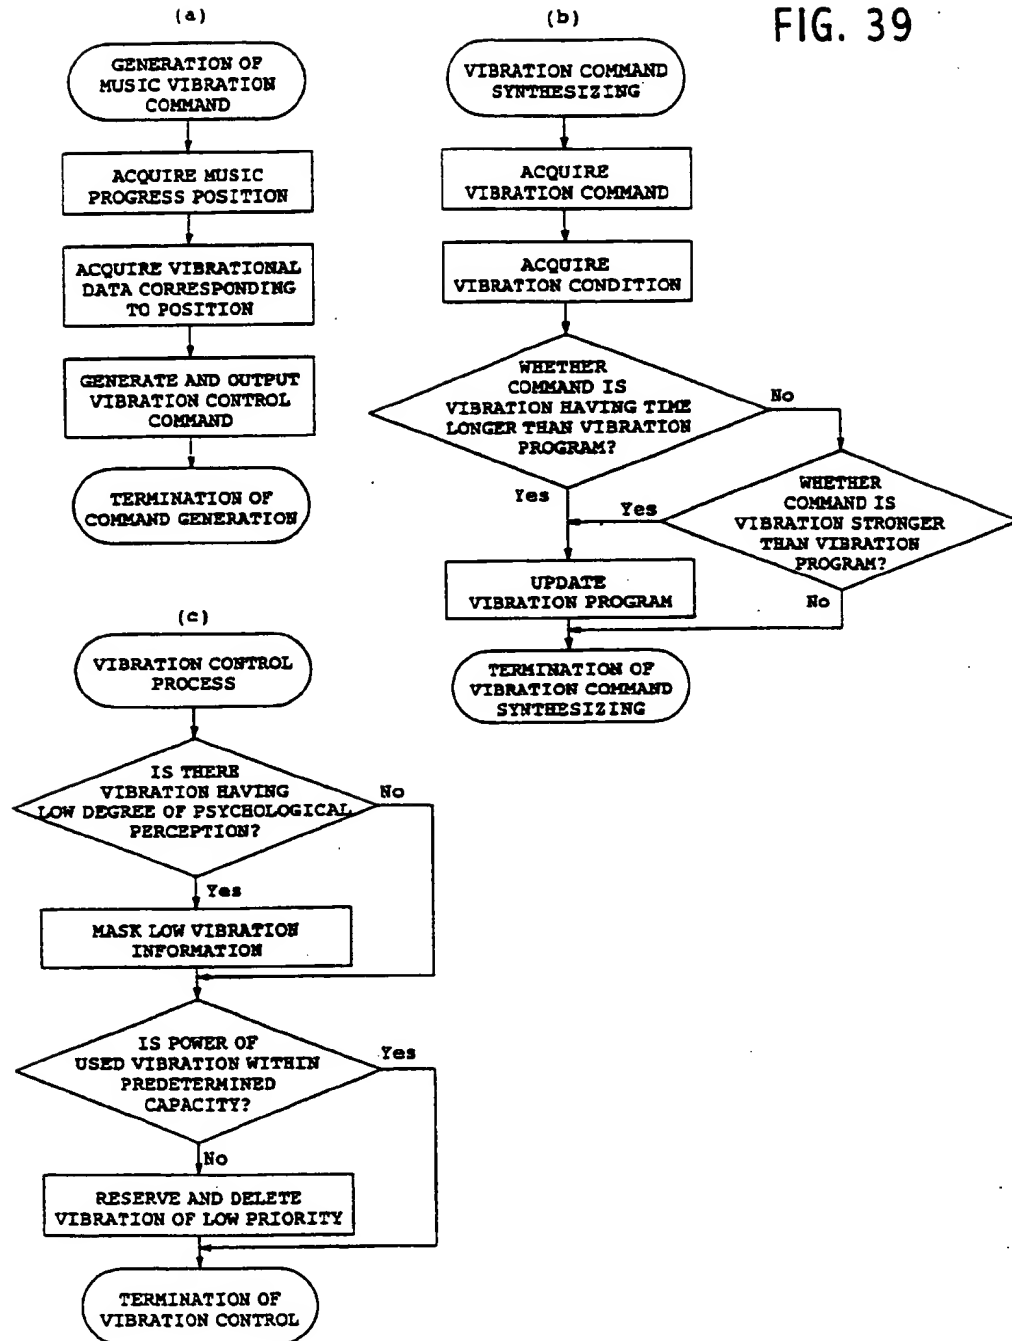 FIG. 39
(a)
GENERATION OF
MUSIC VIBRATION
COMMAND
ACQUIRE MUSIC
PROGRESS POSITION
ACQUIRE VIBRATIONAL
DATA CORRESPONDING
TO POSITION
GENERATE AND OUTPUT
VIBRATION CONTROL
COMMAND
TERMINATION OF
COMMAND GENERATION
(b)
VIBRATION COMMAND
SYNTHESIZING
ACQUIRE
VIBRATION COMMAND
ACQUIRE
VIBRATION CONDITION
WHETHER
COMMAND IS
VIBRATION HAVING TIME
LONGER THAN VIBRATION
PROGRAM?
No
Yes
WHETHER
COMMAND IS
VIBRATION STRONGER
THAN VIBRATION
PROGRAM?
Yes
No
UPDATE
VIBRATION PROGRAM
TERMINATION OF
VIBRATION COMMAND
SYNTHESIZING
(c)
VIBRATION CONTROL
PROCESS
IS THERE
VIBRATION HAVING
LOW DEGREE OF PSYCHOLOGICAL
PERCEPTION?
No
Yes
MASK LOW VIBRATION
INFORMATION
IS POWER OF
USED VIBRATION WITHIN
PREDETERMINED
CAPACITY?
Yes
No
RESERVE AND DELETE
VIBRATION OF LOW PRIORITY
TERMINATION OF
VIBRATION CONTROL